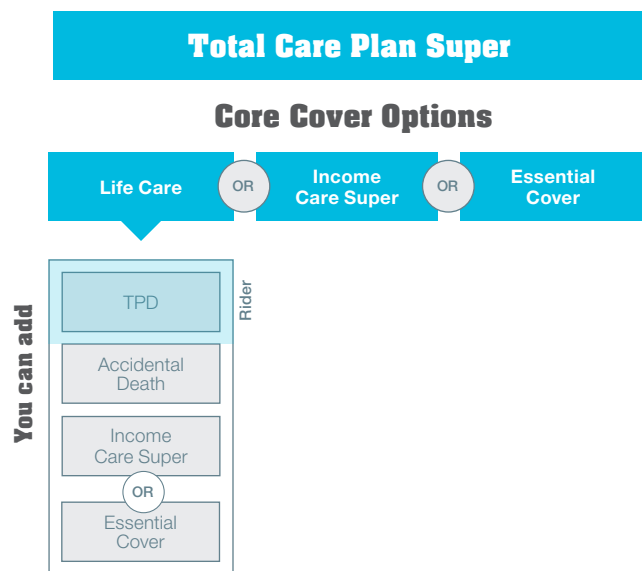 Total Care Plan Super
Core Cover Options
Life Care
OR
Income
Care Super
OR
Essential
Cover
You can add
TPD
Rider
Accidental
Death
Income
Care Super
OR
Essential
Cover